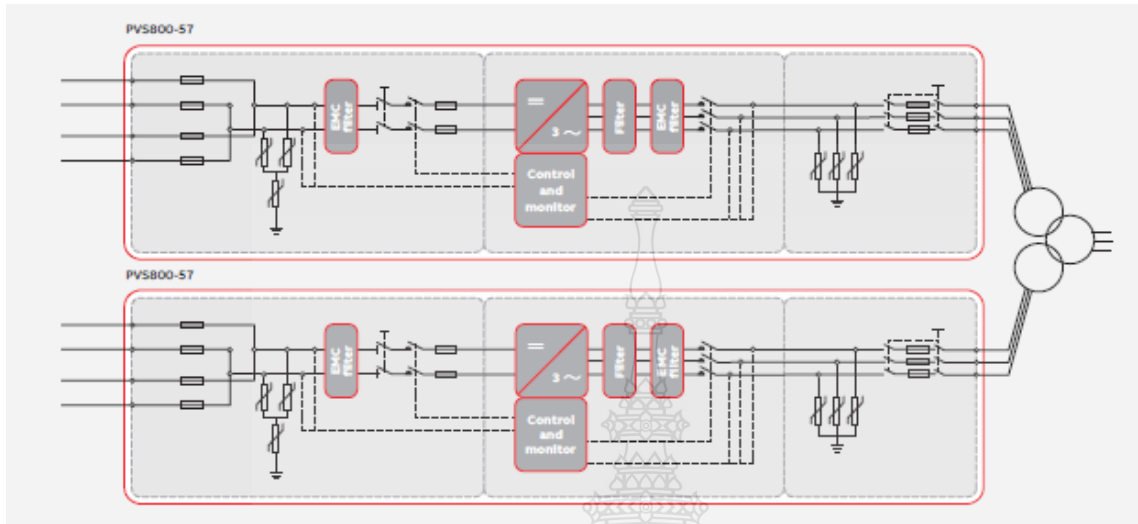 PVS800-57
EMC
filter
3 ~
Filter
EMC
filter
Control
and
monitor
PVS800-57
EMC
filter
3 ~
Filter
EMC
filter
Control
and
monitor